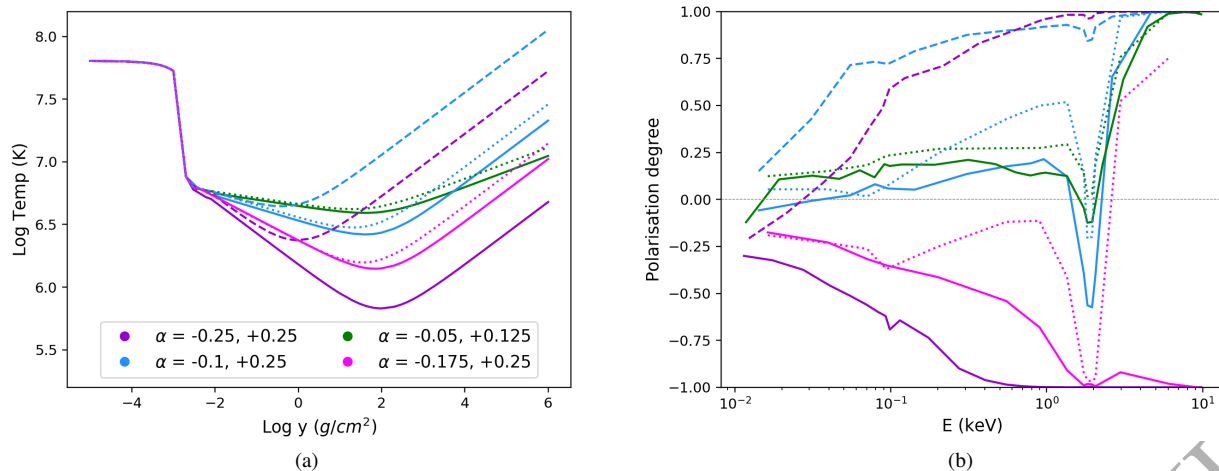 8.0
7.5
7.0
6.5
6.0
5.5
Log Temp (K)
−4 −2 0 2 4 6
Log y (g/cm²)
α = -0.25, +0.25
α = -0.1, +0.25
α = -0.05, +0.125
α = -0.175, +0.25
(a)
1.00
0.75
0.50
0.25
0.00
−0.25
−0.50
−0.75
−1.00
Polarisation degree
10⁻² 10⁻¹ 10⁰ 10¹
E (keV)
(b)